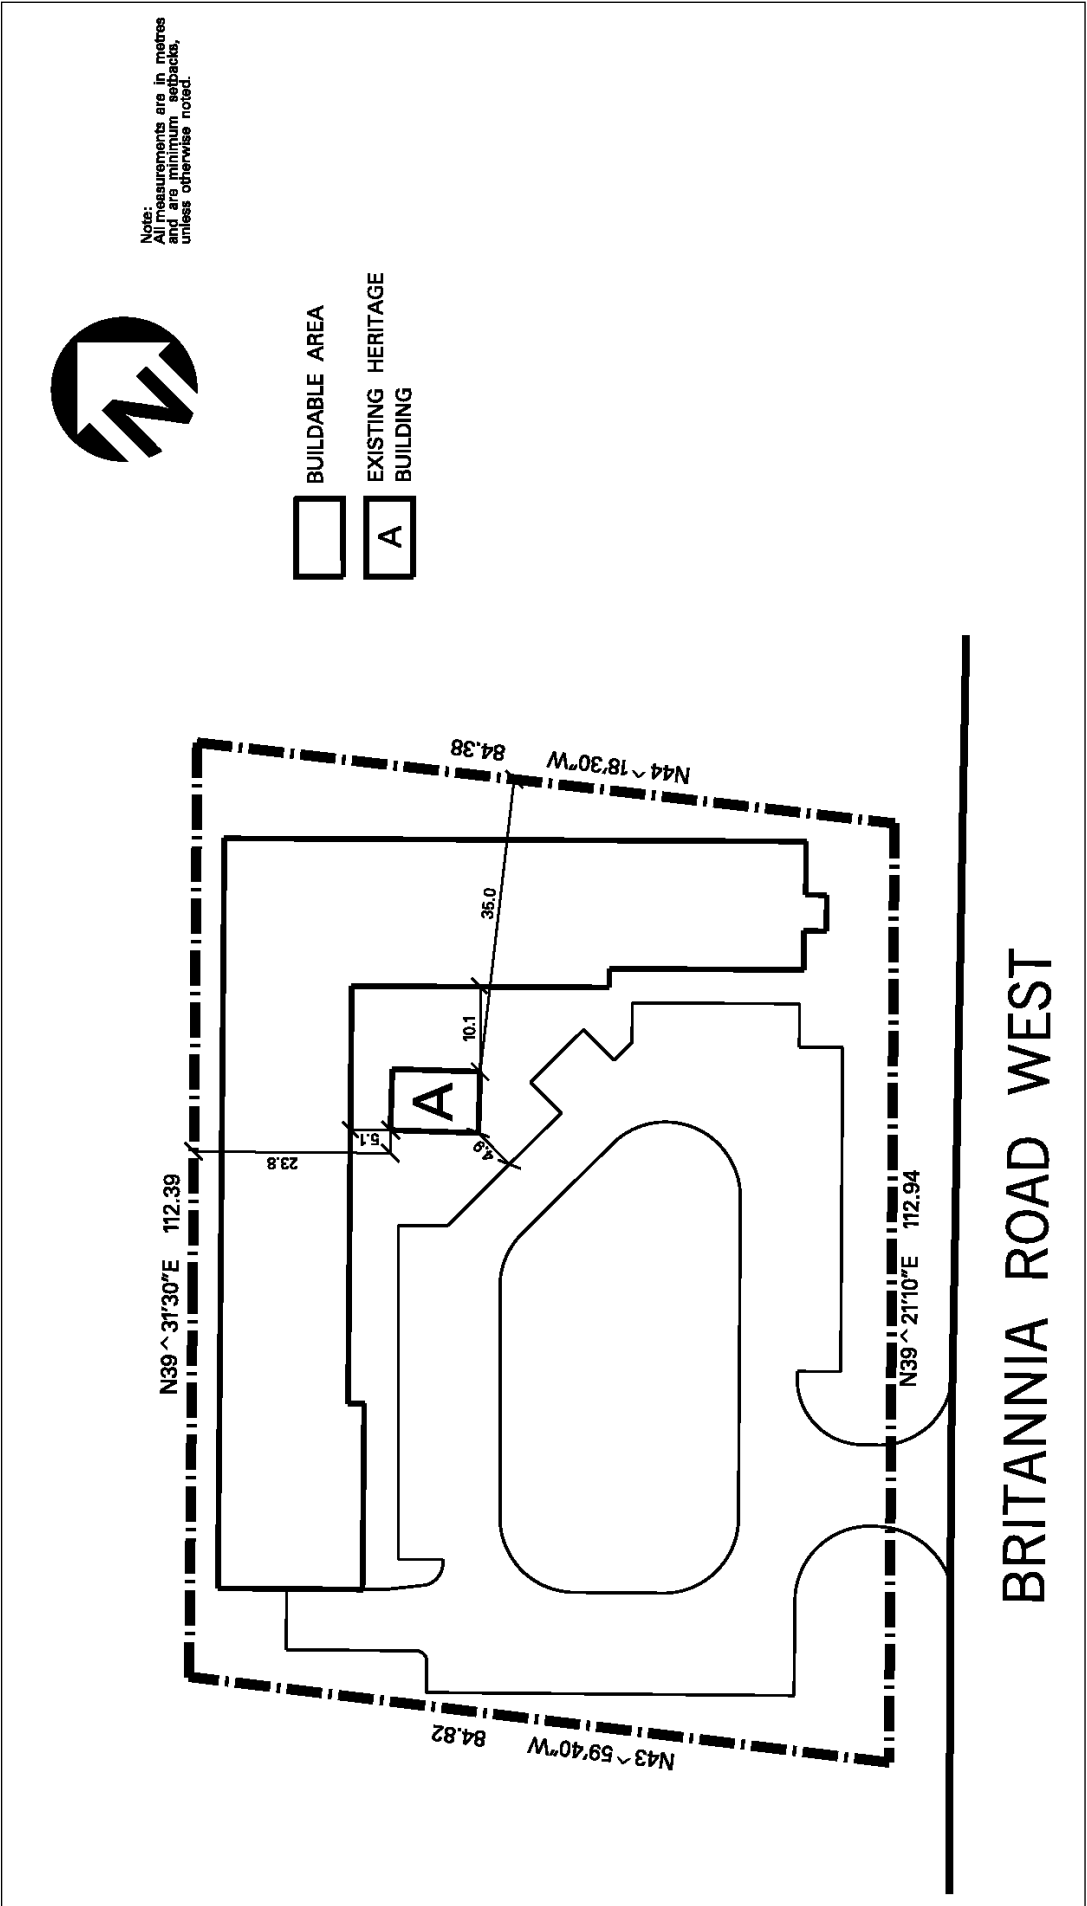 Note:
All measurements are in metres
and are minimum setbacks,
unless otherwise noted.
N
BUILDABLE AREA
A
EXISTING HERITAGE
BUILDING
N39^31'30"E 112.39
84.38
N44^18'30"W
23.8
5.1
A
10.1
35.0
4.9
84.82
N43^59'40"W
N39^21'10"E 112.94
BRITANNIA ROAD WEST